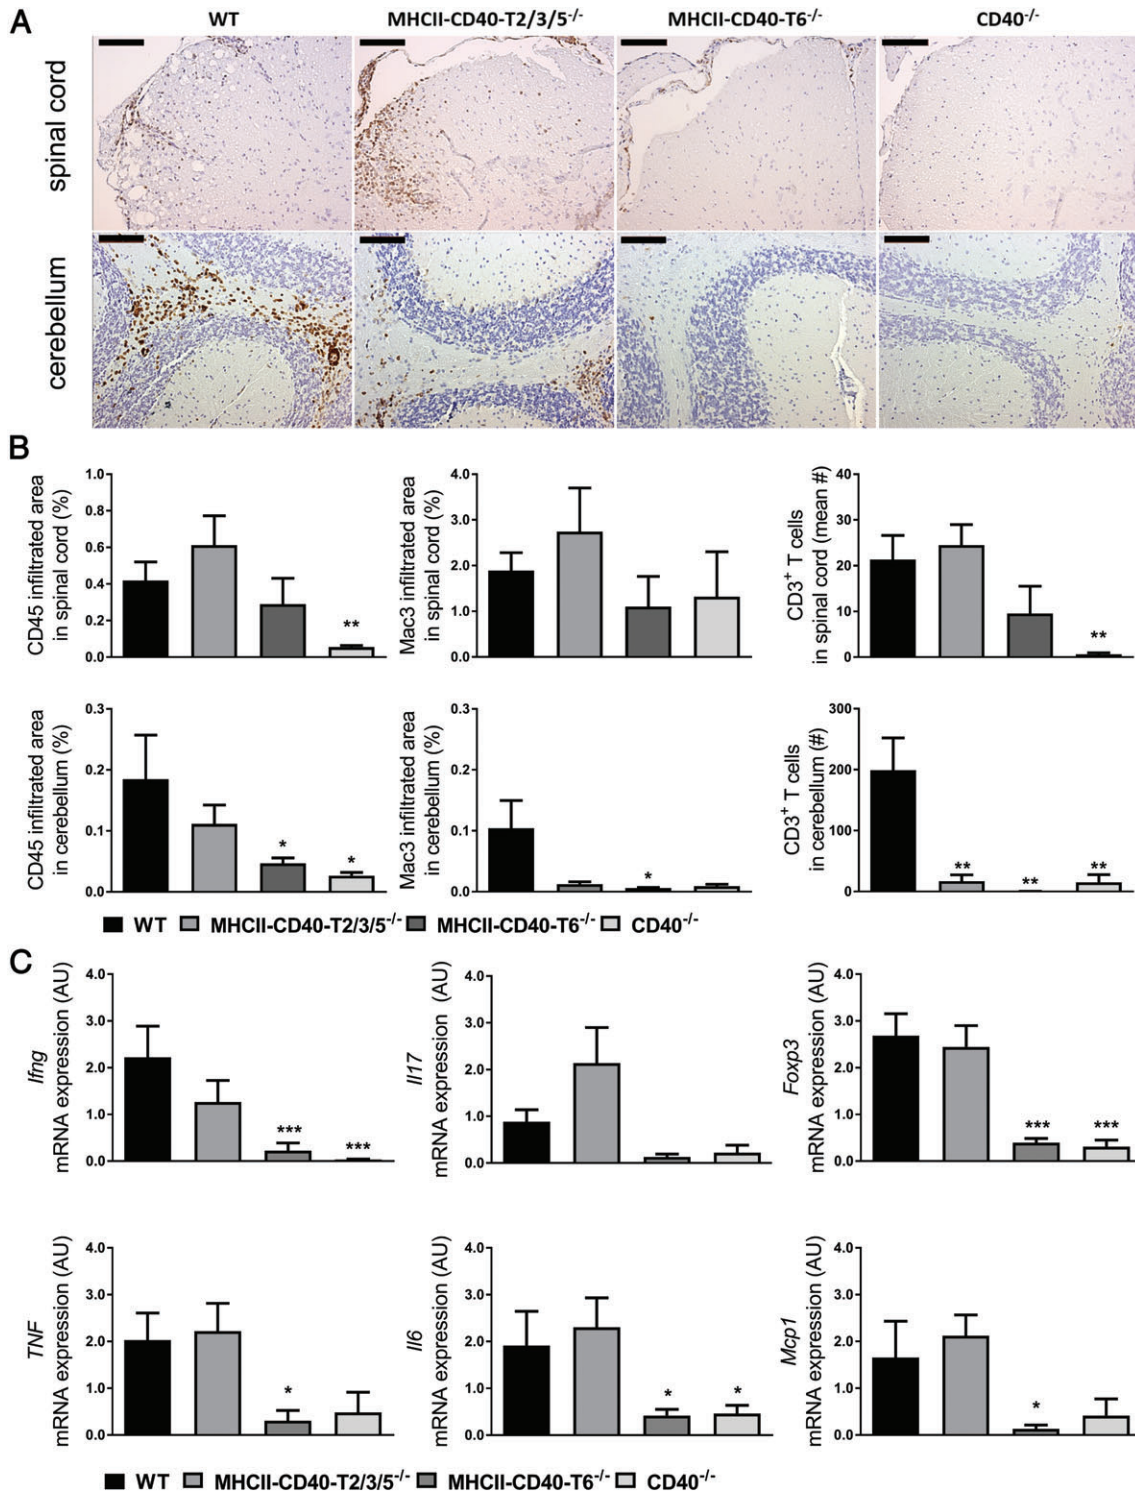 A
WT MHCII-CD40-T2/3/5-/- MHCII-CD40-T6-/- CD40-/-
spinal cord
cerebellum
B
CD45 infiltrated area
in spinal cord (%)
1.0
0.8
0.6
0.4
0.2
0.0
**
Mac3 infiltrated area
in spinal cord (%)
4.0
3.0
2.0
1.0
0.0
CD3+ T cells
in spinal cord (mean #)
40
30
20
10
0
**
CD45 infiltrated area
in cerebellum (%)
0.3
0.2
0.1
0.0
* *
Mac3 infiltrated area
in cerebellum (%)
0.3
0.2
0.1
0.0
*
CD3+ T cells
in cerebellum (#)
300
200
100
0
** ** **
WT MHCII-CD40-T2/3/5-/- MHCII-CD40-T6-/- CD40-/-
C
Ifng
mRNA expression (AU)
4.0
3.0
2.0
1.0
0.0
*** ***
Il17
mRNA expression (AU)
4.0
3.0
2.0
1.0
0.0
Foxp3
mRNA expression (AU)
4.0
3.0
2.0
1.0
0.0
*** ***
TNF
mRNA expression (AU)
4.0
3.0
2.0
1.0
0.0
*
Il6
mRNA expression (AU)
4.0
3.0
2.0
1.0
0.0
* *
Mcp1
mRNA expression (AU)
4.0
3.0
2.0
1.0
0.0
*
WT MHCII-CD40-T2/3/5-/- MHCII-CD40-T6-/- CD40-/-